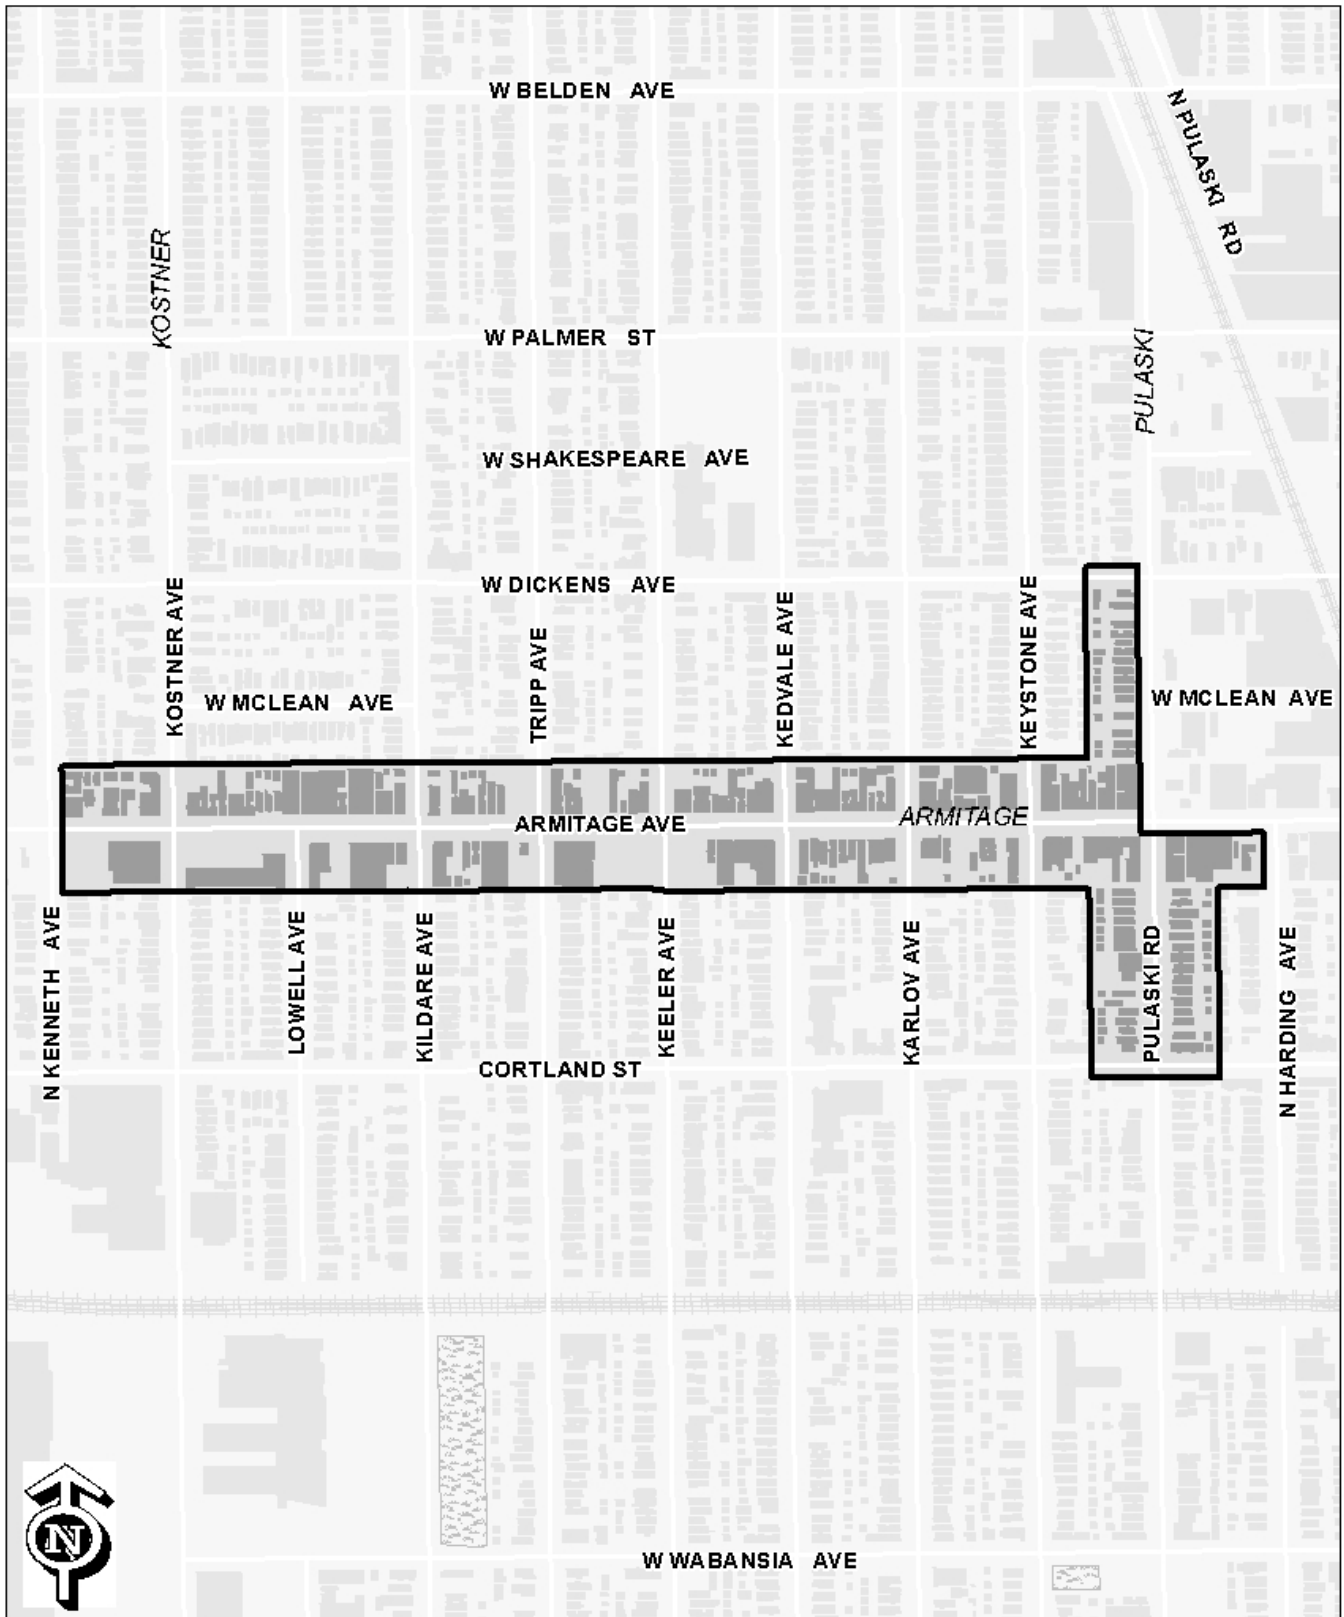 W BELDEN AVE
N PULASKI RD
KOSTNER
W PALMER ST
PULASKI
W SHAKESPEARE AVE
W DICKENS AVE
KOSTNER AVE
W MCLEAN AVE
TRIPP AVE
KEDVALE AVE
KEYSTONE AVE
W MCLEAN AVE
ARMITAGE AVE
ARMITAGE
N KENNETH AVE
LOWELL AVE
KILDARE AVE
KEELER AVE
KARLOV AVE
PULASKI RD
N HARDING AVE
CORTLAND ST
N
W WABANSIA AVE